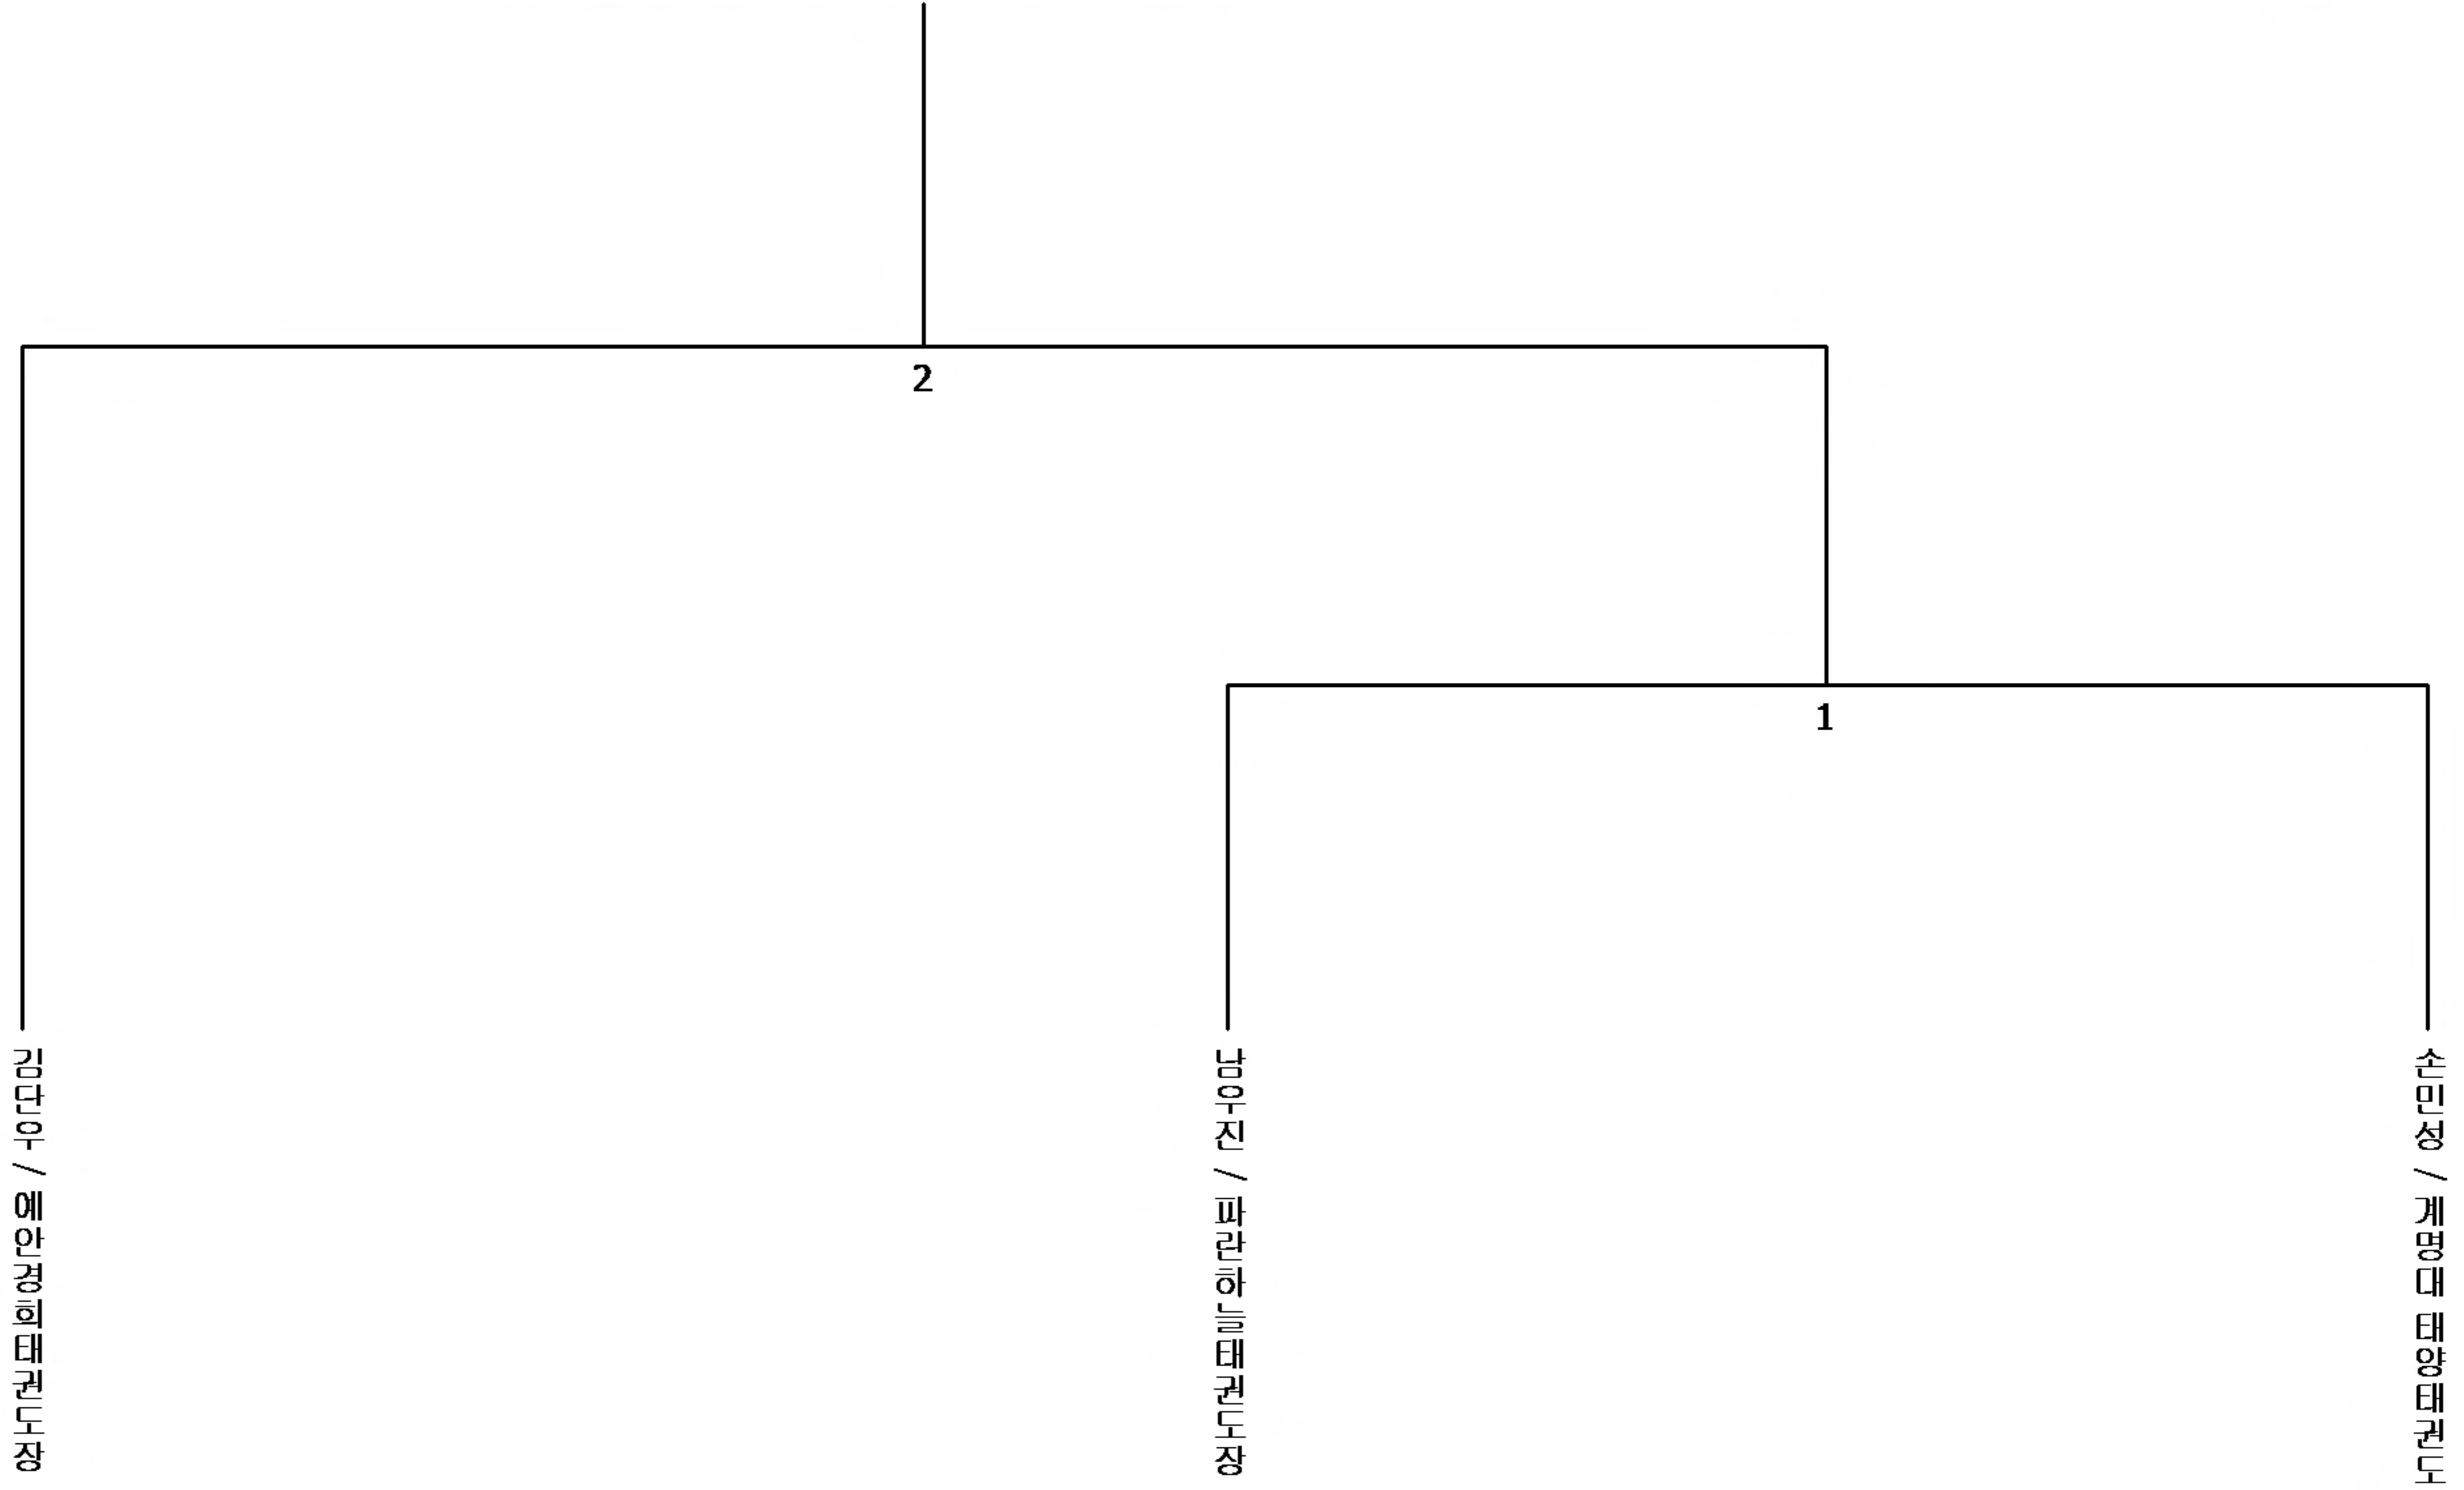 2
1
김단우 / 예안경희태권도장
남우진 / 파란하늘태권도장
손민성 / 계명대 태양태권도